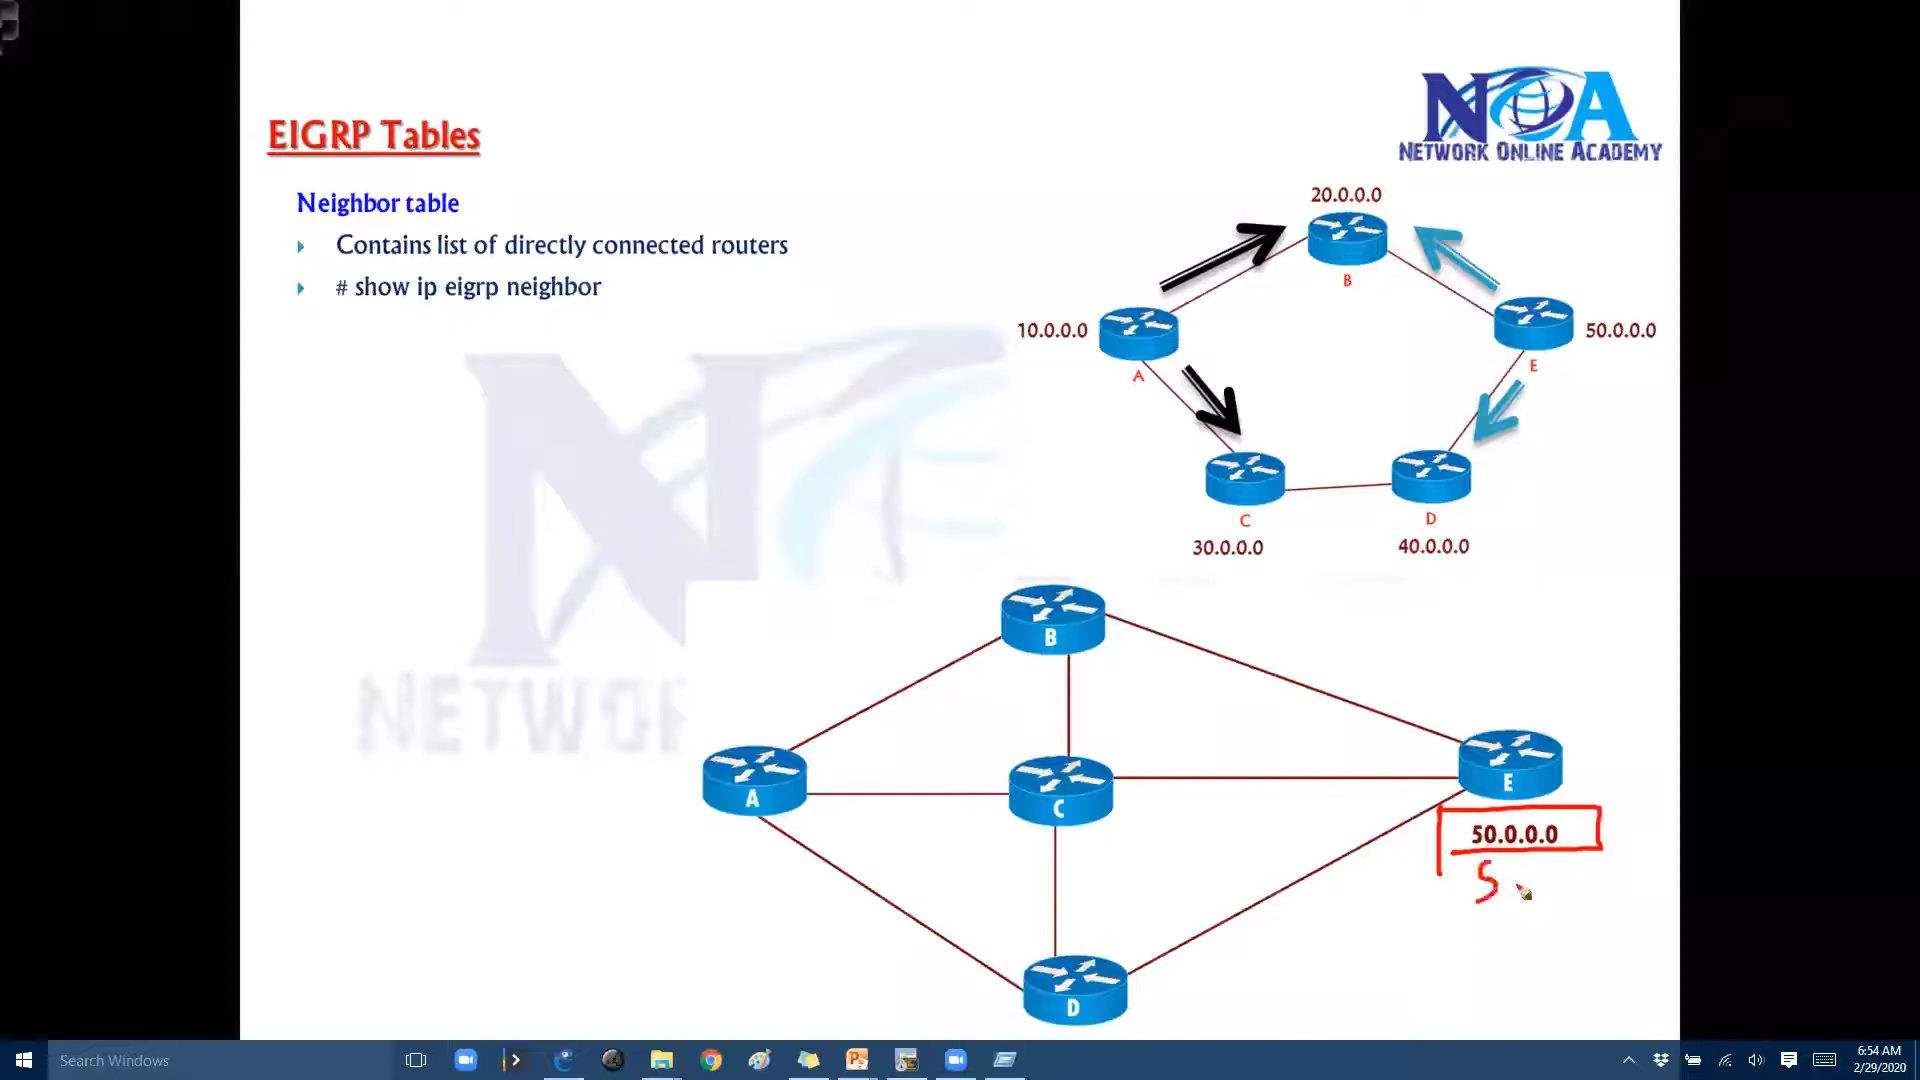 NOA
NETWORK ONLINE ACADEMY
EIGRP Tables
Neighbor table
Contains list of directly connected routers
# show ip eigrp neighbor
20.0.0.0
B
10.0.0.0
A
50.0.0.0
E
C
D
30.0.0.0
40.0.0.0
N
NETWOR
B
A
C
E
50.0.0.0
5
D
Search Windows
6:54 AM
2/29/2020